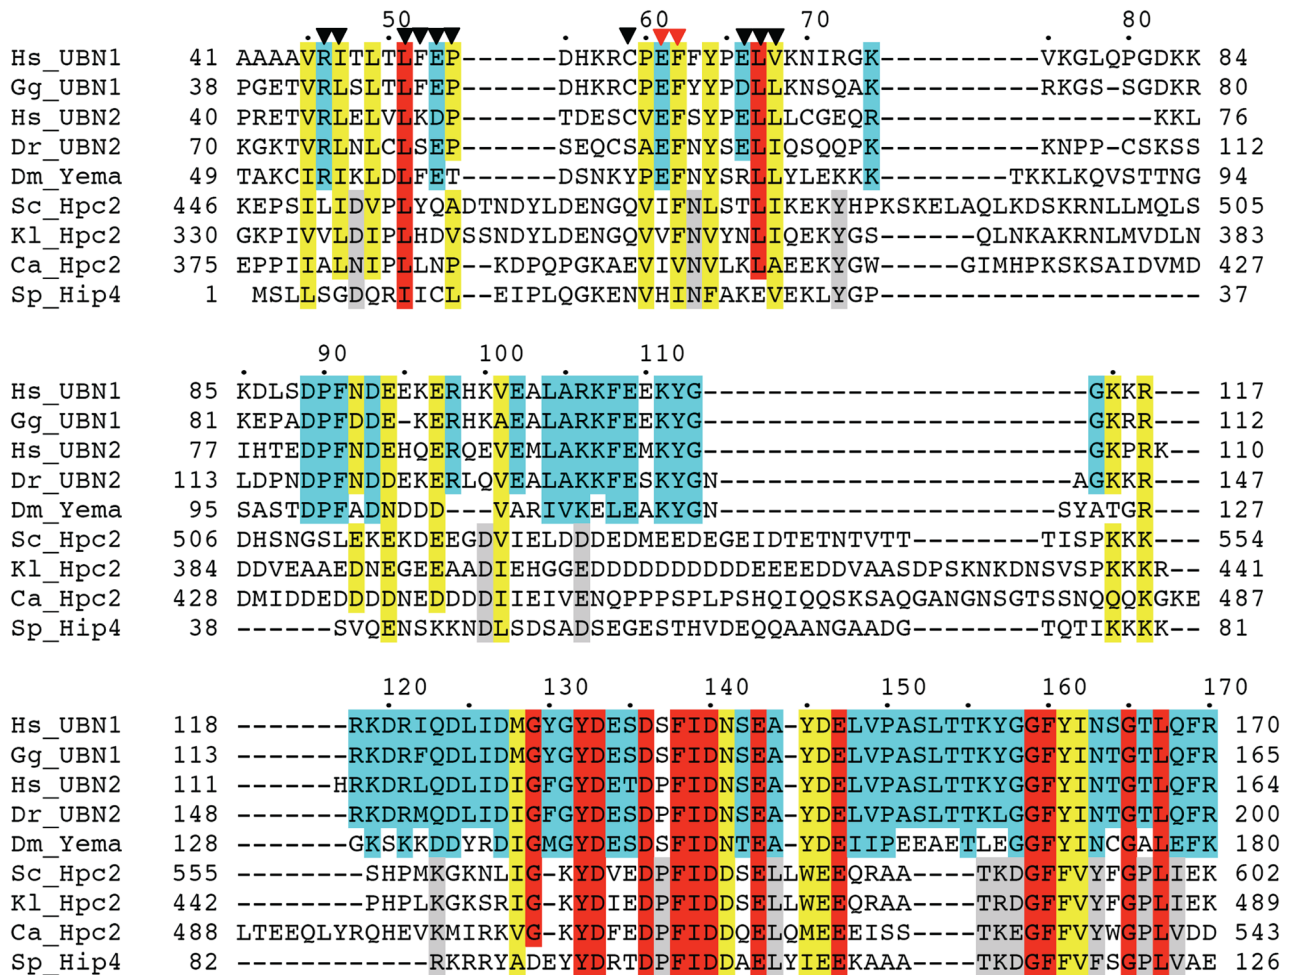 50 60 70 80
Hs_UBN1 41 AAAAVRITLTLFEP------DHKRCPEFFYPELVKNIRGK----------VKGLQPGDKK 84
Gg_UBN1 38 PGETVRLSLTLFEP------DHKRCPEFYYPDLLKNSQAK----------RKGS-SGDKR 80
Hs_UBN2 40 PRETVRLELVLKDP------TDESCVEFSYPELLLCGEQR-----------------KKL 76
Dr_UBN2 70 KGKTVRLNLCLSEP------SEQCSAEFNYSELIQSQQPK----------KNPP-CSKSS 112
Dm_Yema 49 TAKCIRIKLDLFET------DSNKYPEFNYSRLLYLEKKK--------TKKLKQVSTTNG 94
Sc_Hpc2 446 KEPSILIDVPLYQADTNDYLDENGQVIFNLSTLIKEKYHPKSKELAQLKDSKRNLLMQLS 505
Kl_Hpc2 330 GKPIVVLDIPLHDVSSNDYLDENGQVVFNVYNLIQEKYGS------QLNKAKRNLMVDLN 383
Ca_Hpc2 375 EPPIIALNIPLLNP--KDPQPGKAEVIVNVLKLAEEKYGW-----GIMHPKSKSAIDVMD 427
Sp_Hip4 1 MSLLSGDQRIICL--EIPLQGKENVHINFAKEVEKLYGP-------------------- 37
90 100 110
Hs_UBN1 85 KDLSDPFNDEEKERHKVEALARKFEEKYG------------------------GKKR--- 117
Gg_UBN1 81 KEPADPFDDE-KERHKAEALARKFEEKYG------------------------GKRR--- 112
Hs_UBN2 77 IHTEDPFNDEHQERQEVEMLAKKFEMKYG------------------------GKPRK-- 110
Dr_UBN2 113 LDPNDPFNDDEKERLQVEALAKKFESKYGN----------------------AGKKR--- 147
Dm_Yema 95 SASTDPFADNDDD---VARIVKELEAKYGN---------------------SYATGR--- 127
Sc_Hpc2 506 DHSNGSLEKEKDEEGDVIELDDDEDMEEDEGEIDTETNTVTT--------TISPKKK--- 554
Kl_Hpc2 384 DDVEAAEDNEGEEAADIEHGGEDDDDDDDDDDEEEEDDVAASDPSKNKDNSVSPKKKR-- 441
Ca_Hpc2 428 DMIDDEDDDDNEDDDDIIEIVENQPPPSPLPSHQIQQSKSAQGANGNSGTSSNQQQKGKE 487
Sp_Hip4 38 ------SVQENSKKNDLSDSADSEGESTHVDEQQAANGAADG--------TQTIKKKK-- 81
120 130 140 150 160 170
Hs_UBN1 118 -------RKDRIQDLIDMGYGYDESDSFIDNSEA-YDELVPASLTTKYGGFYINSGTLQFR 170
Gg_UBN1 113 -------RKDRFQDLIDMGYGYDESDSFIDNSEA-YDELVPASLTTKYGGFYINTGTLQFR 165
Hs_UBN2 111 ------HRKDRLQDLIDIGFGYDETDPFIDNSEA-YDELVPASLTTKYGGFYINTGTLQFR 164
Dr_UBN2 148 -------RKDRMQDLIDIGFGYDESDPFIDNSEA-YDELVPASLTTKLGGFYINTGTLQFR 200
Dm_Yema 128 -------GKSKKDDYRDIGMGYDESDSFIDNTEA-YDEIIPEEAETLEGGFYINCGALEFK 180
Sc_Hpc2 555 --------SHPMKGKNLIG-KYDVEDPFIDDSELLWEEQRAA----TKDGFFVYFGPLIEK 602
Kl_Hpc2 442 --------PHPLKGKSRIG-KYDIEDPFIDDSELLWEEQRAA----TRDGFFVYFGPLIEK 489
Ca_Hpc2 488 LTEEQLYRQHEVKMIRKVG-KYDFEDPFIDDQELQMEEEISS----TKEGFFVYWGPLVDD 543
Sp_Hip4 82 ------------RKRRYADEYYDRTDPFIDDAELYIEEKAAA----TKDGFFVFSGPLVAE 126